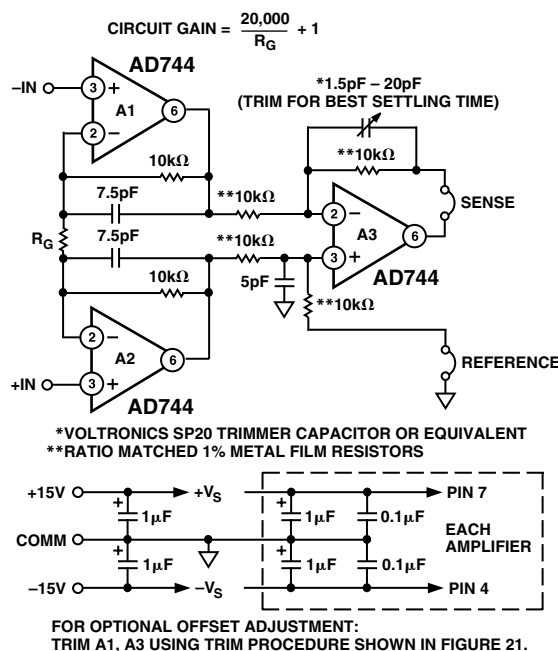 CIRCUIT GAIN = 20,000 / RG + 1
AD744
*1.5pF – 20pF
(TRIM FOR BEST SETTLING TIME)
–IN
3
+
A1
6
2
–
10kΩ
**10kΩ
7.5pF
**10kΩ
2
–
SENSE
RG
7.5pF
**10kΩ
A3
6
3
+
AD744
10kΩ
5pF
**10kΩ
2
–
A2
6
REFERENCE
+IN
3
+
AD744
*VOLTRONICS SP20 TRIMMER CAPACITOR OR EQUIVALENT
**RATIO MATCHED 1% METAL FILM RESISTORS
+15V
+VS
PIN 7
+
1μF
+
1μF
0.1μF
EACH
AMPLIFIER
COMM
+
1μF
+
1μF
0.1μF
–15V
–VS
PIN 4
FOR OPTIONAL OFFSET ADJUSTMENT:
TRIM A1, A3 USING TRIM PROCEDURE SHOWN IN FIGURE 21.